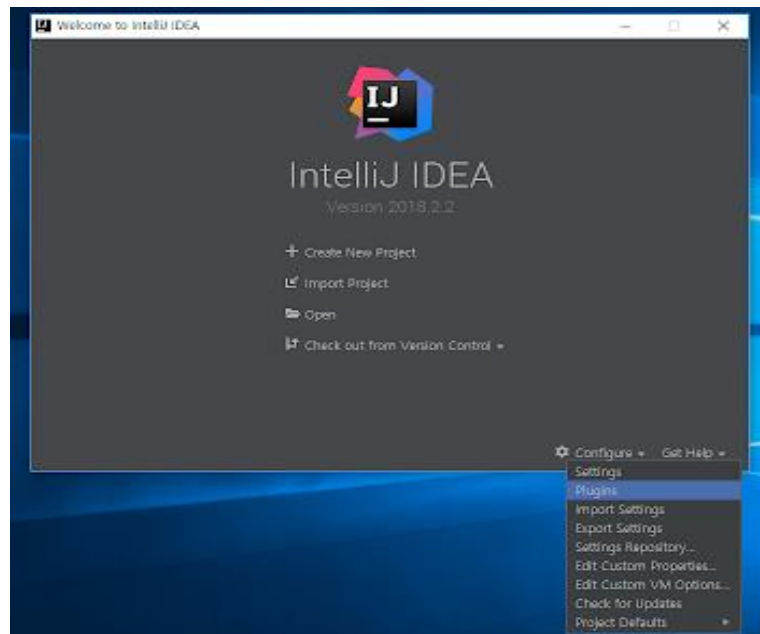 Welcome to IntelliJ IDEA
IJ
IntelliJ IDEA
Version 2018.2.2
Create New Project
Import Project
Open
Check out from Version Control
Configure Get Help
Settings
Plugins
Import Settings
Export Settings
Settings Repository...
Edit Custom Properties...
Edit Custom VM Options...
Check for Updates
Project Defaults